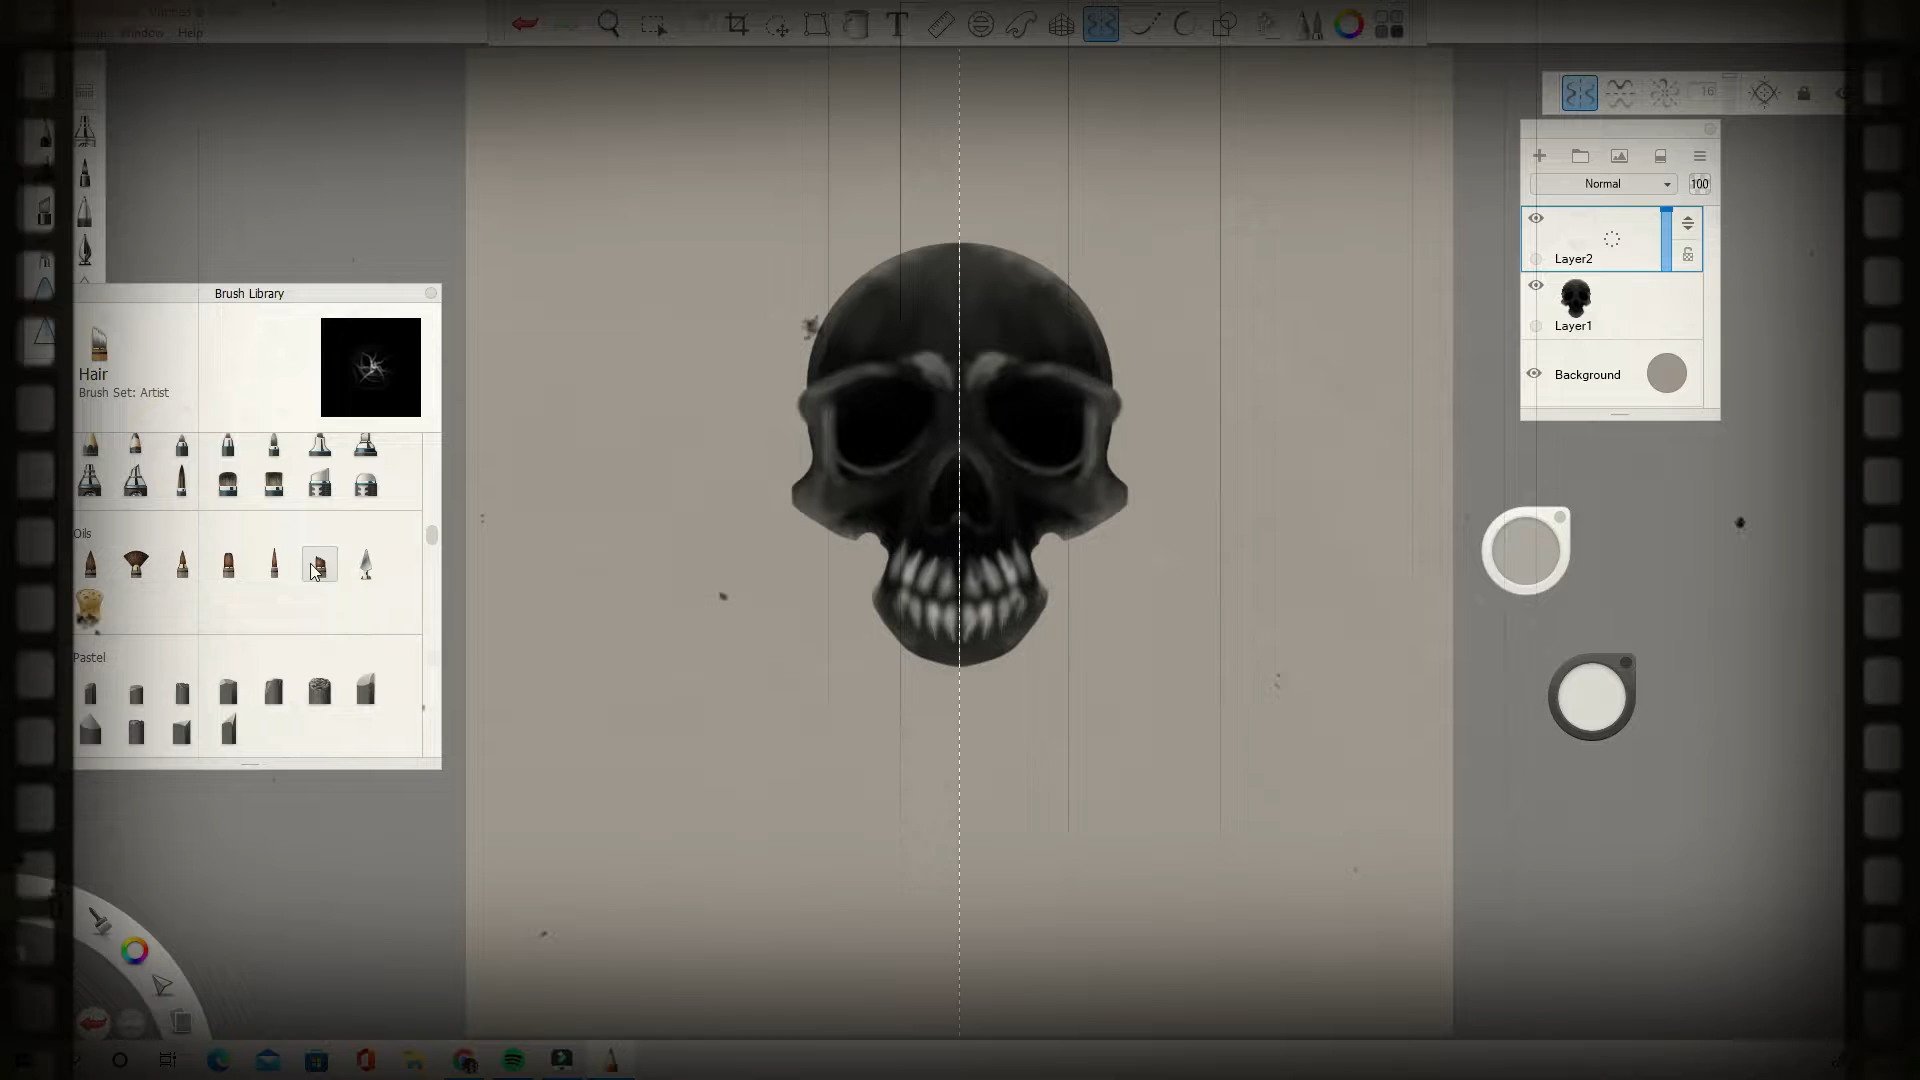 Window Help
T
16
Normal 100
Layer2
Layer1
Background
Brush Library
Hair
Brush Set: Artist
Oils
Pastel